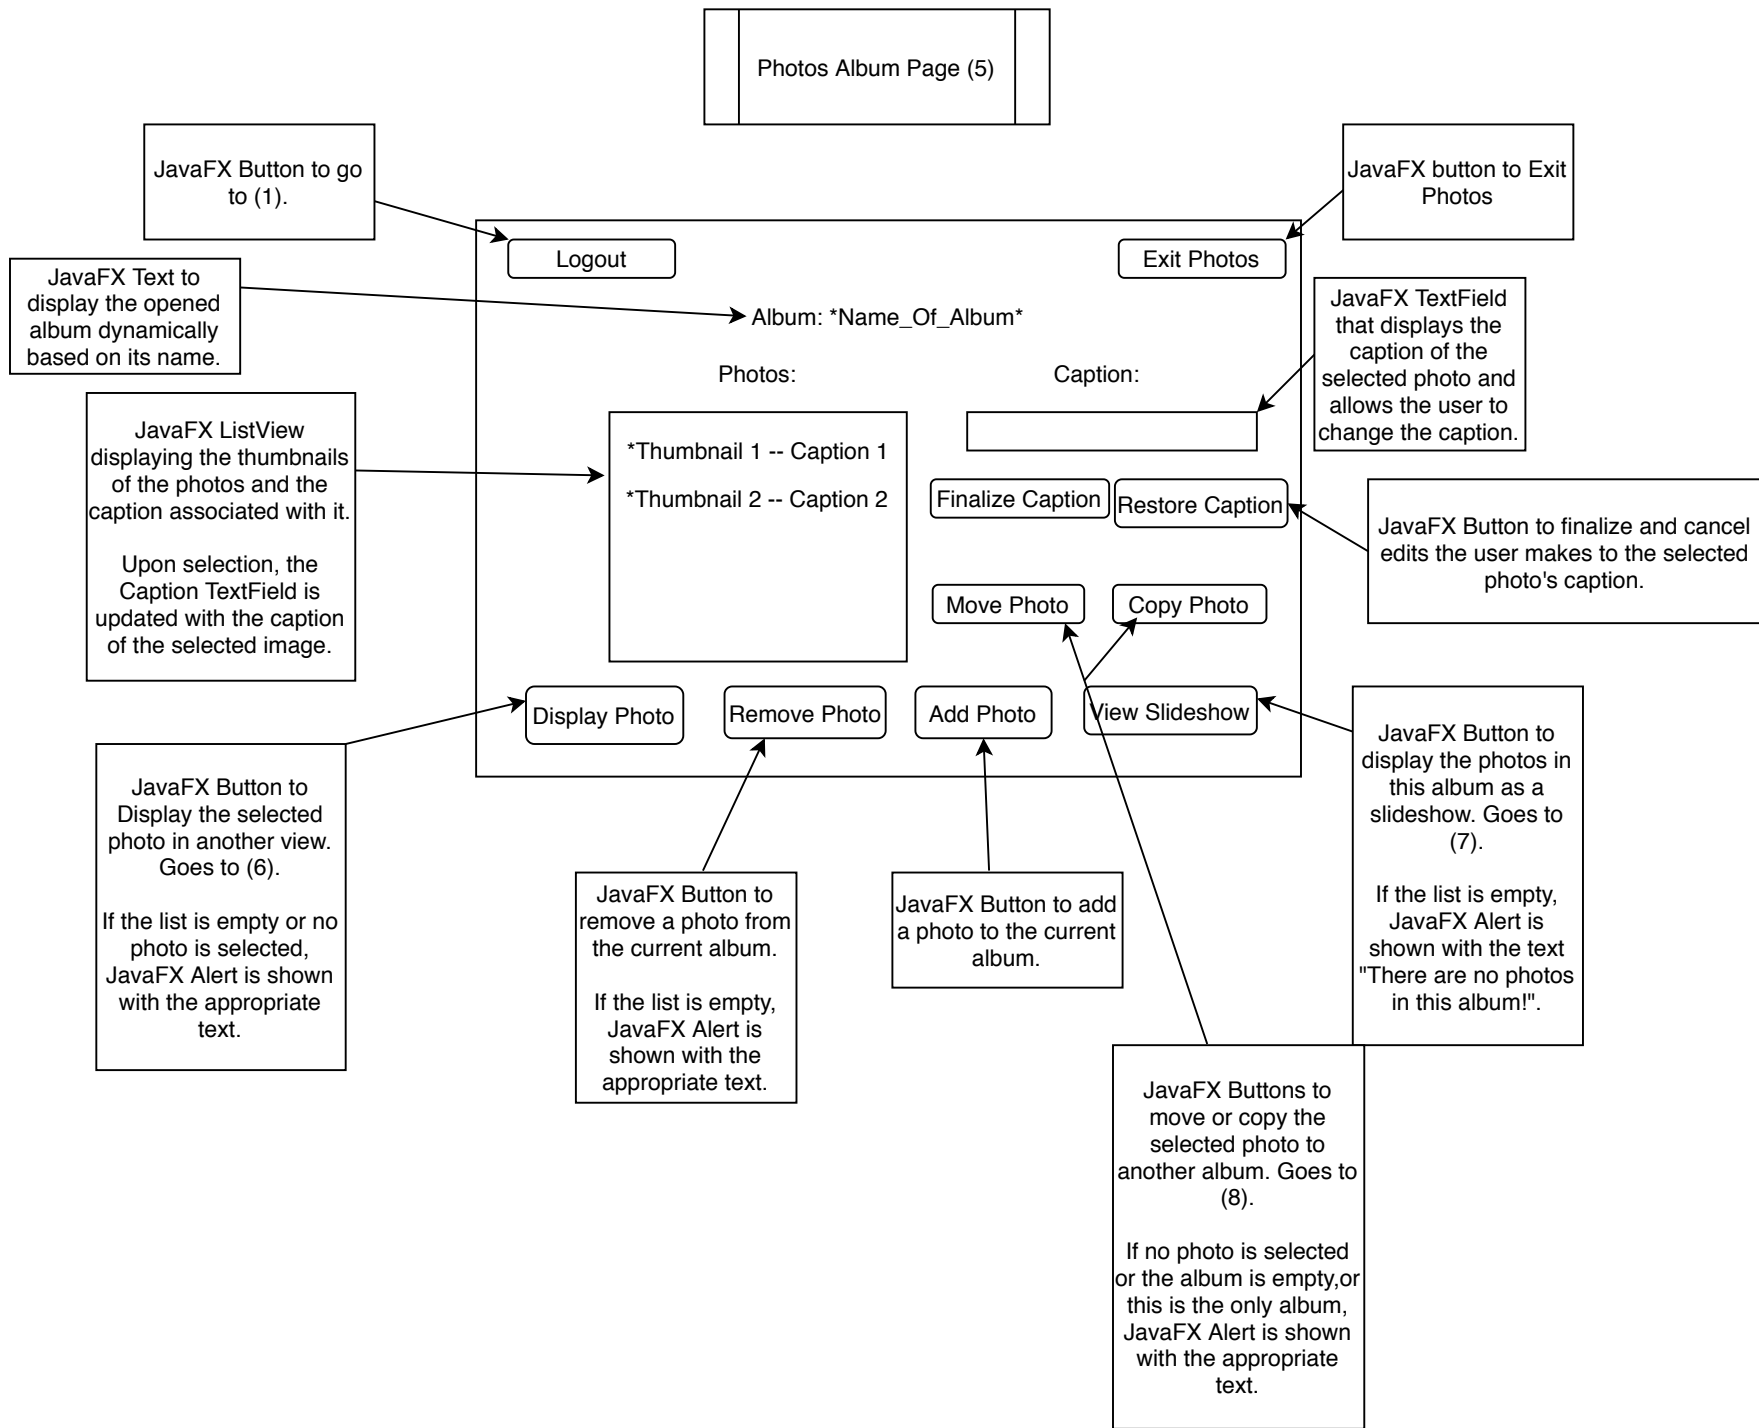 Photos Album Page (5)
JavaFX Button to go
to (1).
JavaFX button to Exit
Photos
Logout
Exit Photos
JavaFX Text to
display the opened
album dynamically
based on its name.
Album: *Name_Of_Album*
JavaFX TextField
that displays the
caption of the
selected photo and
allows the user to
change the caption.
Photos:
Caption:
JavaFX ListView
displaying the thumbnails
of the photos and the
caption associated with it.
Upon selection, the
Caption TextField is
updated with the caption
of the selected image.
*Thumbnail 1 -- Caption 1
*Thumbnail 2 -- Caption 2
Finalize Caption
Restore Caption
JavaFX Button to finalize and cancel
edits the user makes to the selected
photo's caption.
Move Photo
Copy Photo
Display Photo
Remove Photo
Add Photo
View Slideshow
JavaFX Button to
Display the selected
photo in another view.
Goes to (6).
If the list is empty or no
photo is selected,
JavaFX Alert is shown
with the appropriate
text.
JavaFX Button to
remove a photo from
the current album.
If the list is empty,
JavaFX Alert is
shown with the
appropriate text.
JavaFX Button to add
a photo to the current
album.
JavaFX Button to
display the photos in
this album as a
slideshow. Goes to
(7).
If the list is empty,
JavaFX Alert is
shown with the text
"There are no photos
in this album!".
JavaFX Buttons to
move or copy the
selected photo to
another album. Goes to
(8).
If no photo is selected
or the album is empty,or
this is the only album,
JavaFX Alert is shown
with the appropriate
text.